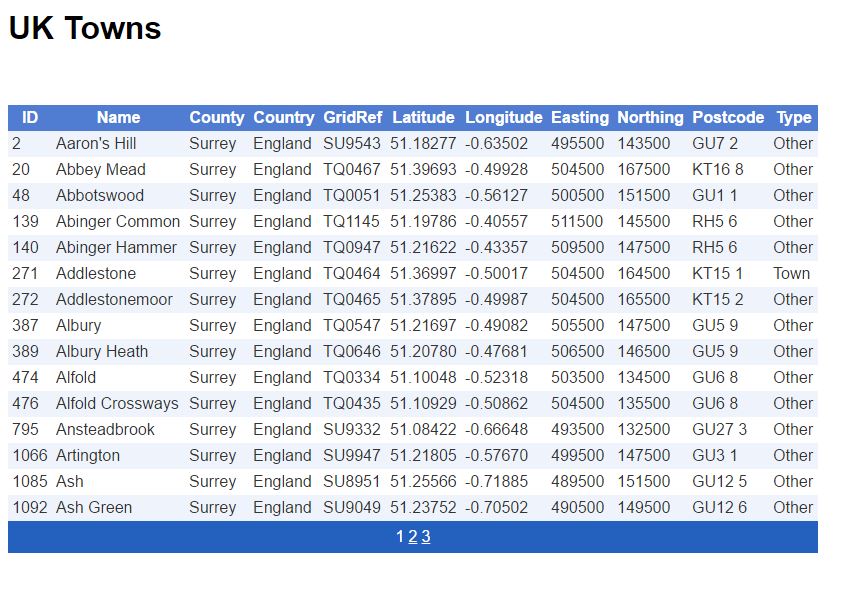 UK Towns
ID Name County Country GridRef Latitude Longitude Easting Northing Postcode Type
2 Aaron's Hill Surrey England SU9543 51.18277 -0.63502 495500 143500 GU7 2 Other
20 Abbey Mead Surrey England TQ0467 51.39693 -0.49928 504500 167500 KT16 8 Other
48 Abbotswood Surrey England TQ0051 51.25383 -0.56127 500500 151500 GU1 1 Other
139 Abinger Common Surrey England TQ1145 51.19786 -0.40557 511500 145500 RH5 6 Other
140 Abinger Hammer Surrey England TQ0947 51.21622 -0.43357 509500 147500 RH5 6 Other
271 Addlestone Surrey England TQ0464 51.36997 -0.50017 504500 164500 KT15 1 Town
272 Addlestonemoor Surrey England TQ0465 51.37895 -0.49987 504500 165500 KT15 2 Other
387 Albury Surrey England TQ0547 51.21697 -0.49082 505500 147500 GU5 9 Other
389 Albury Heath Surrey England TQ0646 51.20780 -0.47681 506500 146500 GU5 9 Other
474 Alfold Surrey England TQ0334 51.10048 -0.52318 503500 134500 GU6 8 Other
476 Alfold Crossways Surrey England TQ0435 51.10929 -0.50862 504500 135500 GU6 8 Other
795 Ansteadbrook Surrey England SU9332 51.08422 -0.66648 493500 132500 GU27 3 Other
1066 Artington Surrey England SU9947 51.21805 -0.57670 499500 147500 GU3 1 Other
1085 Ash Surrey England SU8951 51.25566 -0.71885 489500 151500 GU12 5 Other
1092 Ash Green Surrey England SU9049 51.23752 -0.70502 490500 149500 GU12 6 Other
1 2 3